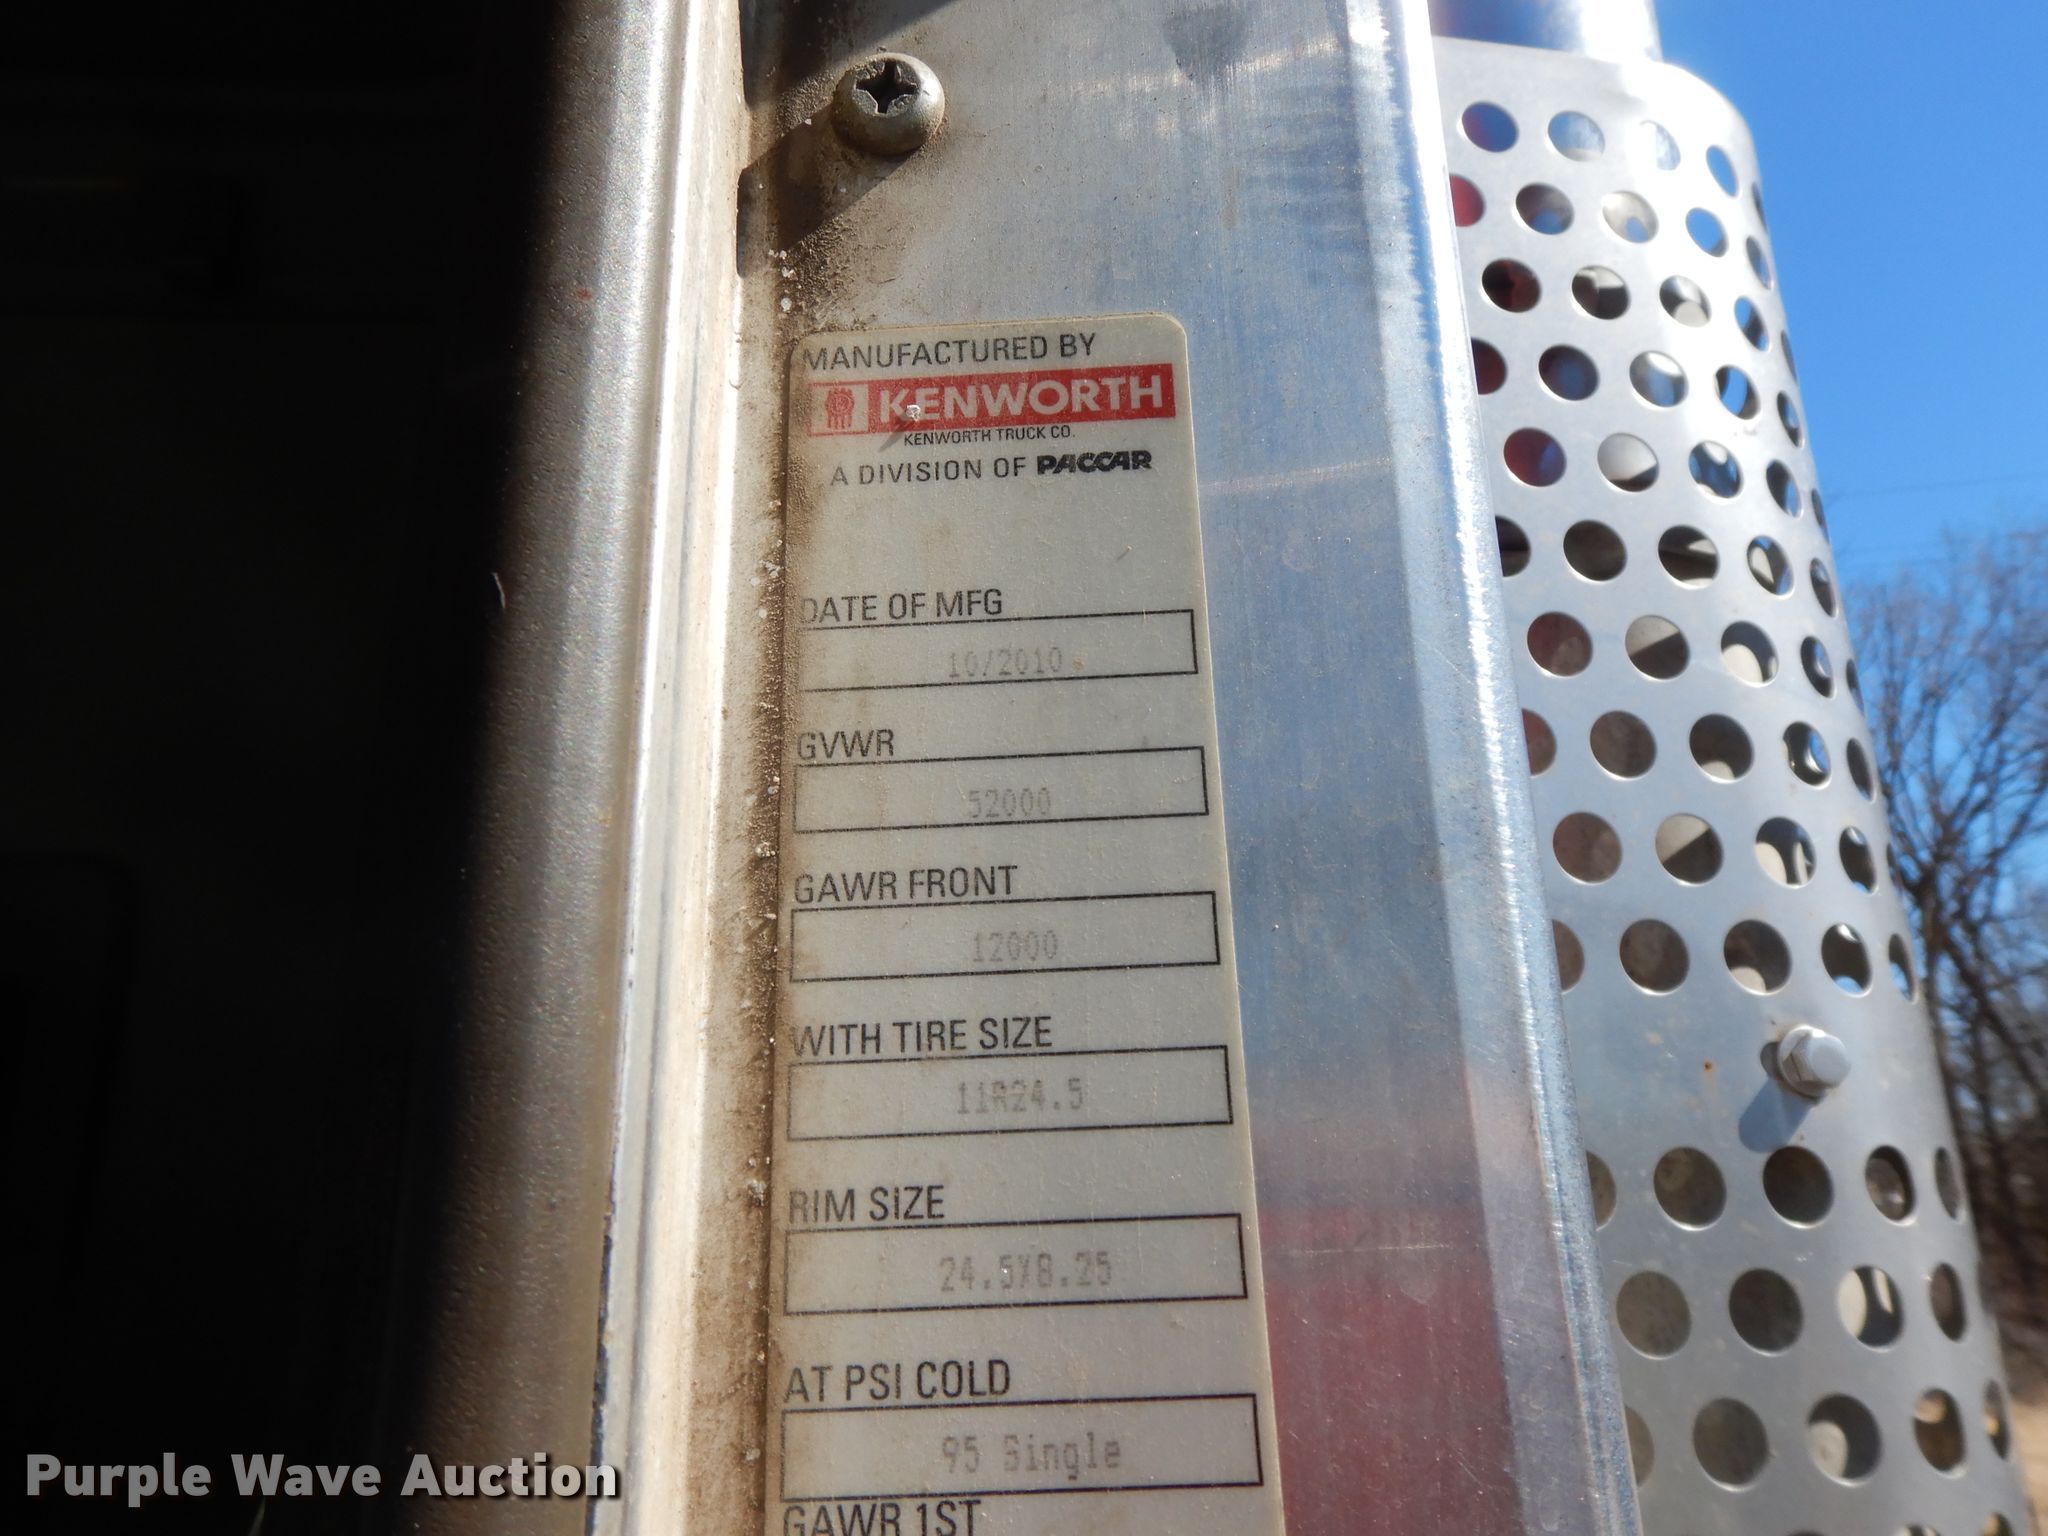 MANUFACTURED BY
KENWORTH
KENWORTH TRUCK CO.
A DIVISION OF PACCAR
DATE OF MFG
10/2010
GVWR
52000
GAWR FRONT
12000
WITH TIRE SIZE
11R24.5
RIM SIZE
24.5X8.25
AT PSI COLD
95 Single
GAWR 1ST
Purple Wave Auction